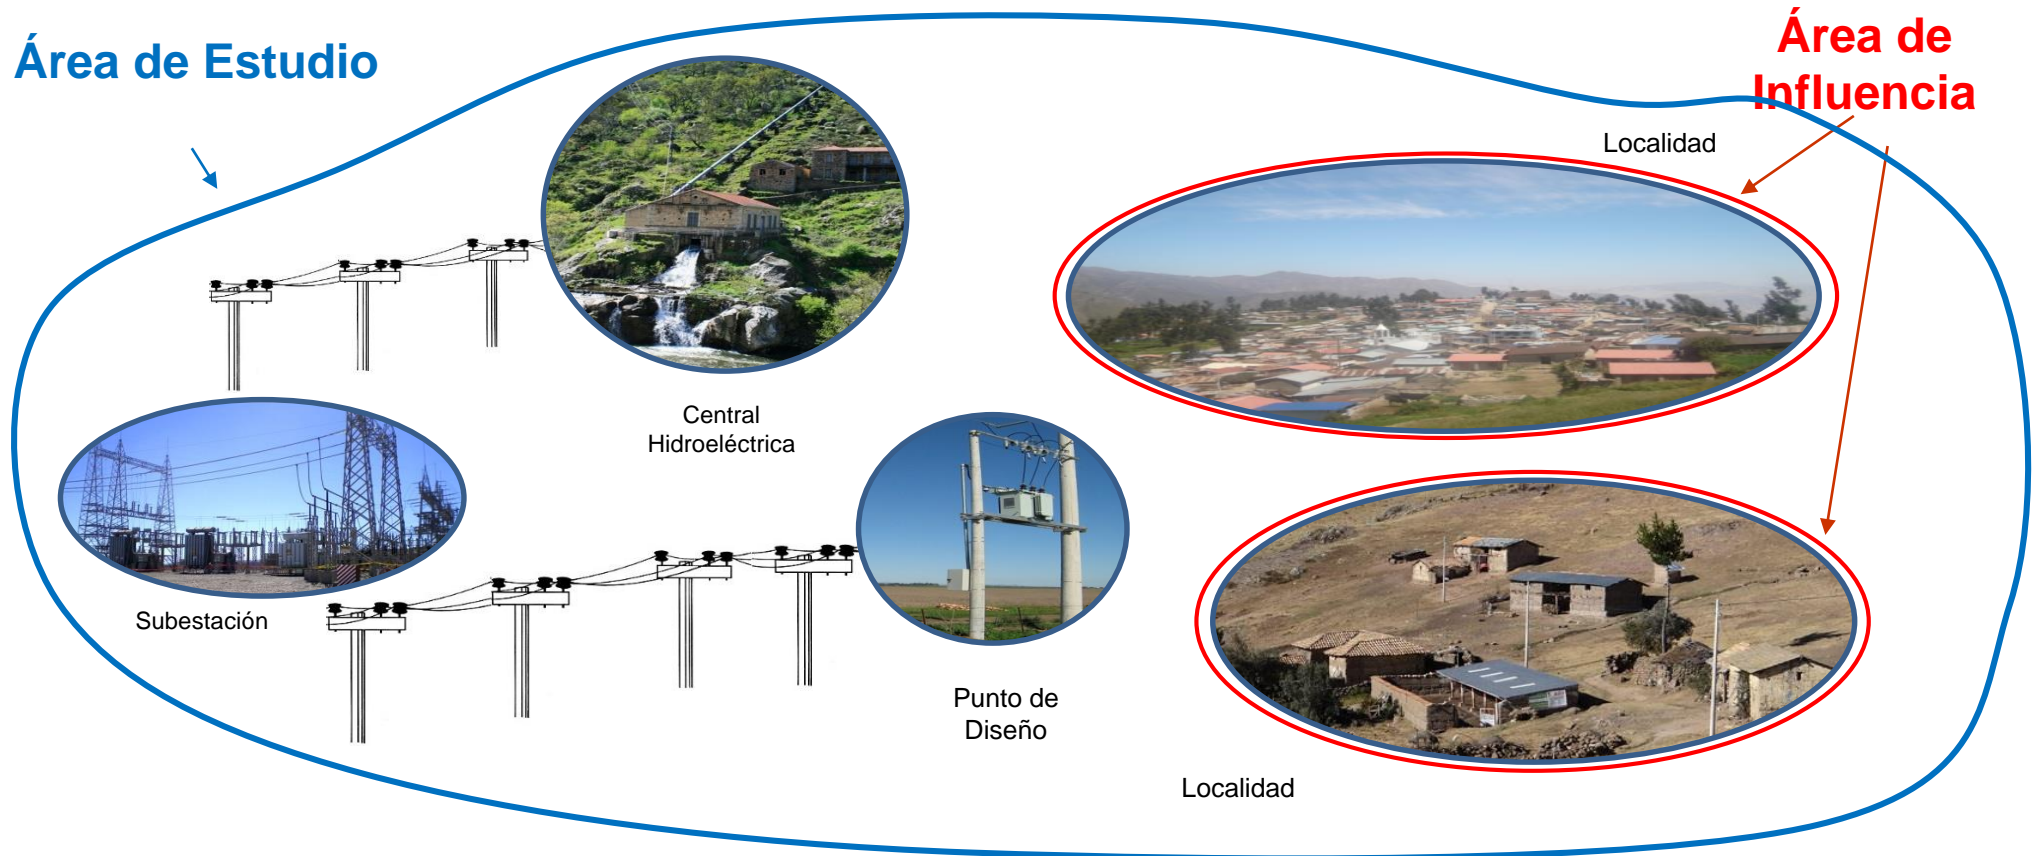 Área de Estudio
Área de
Influencia
Localidad
Central
Hidroeléctrica
Subestación
Punto de
Diseño
Localidad